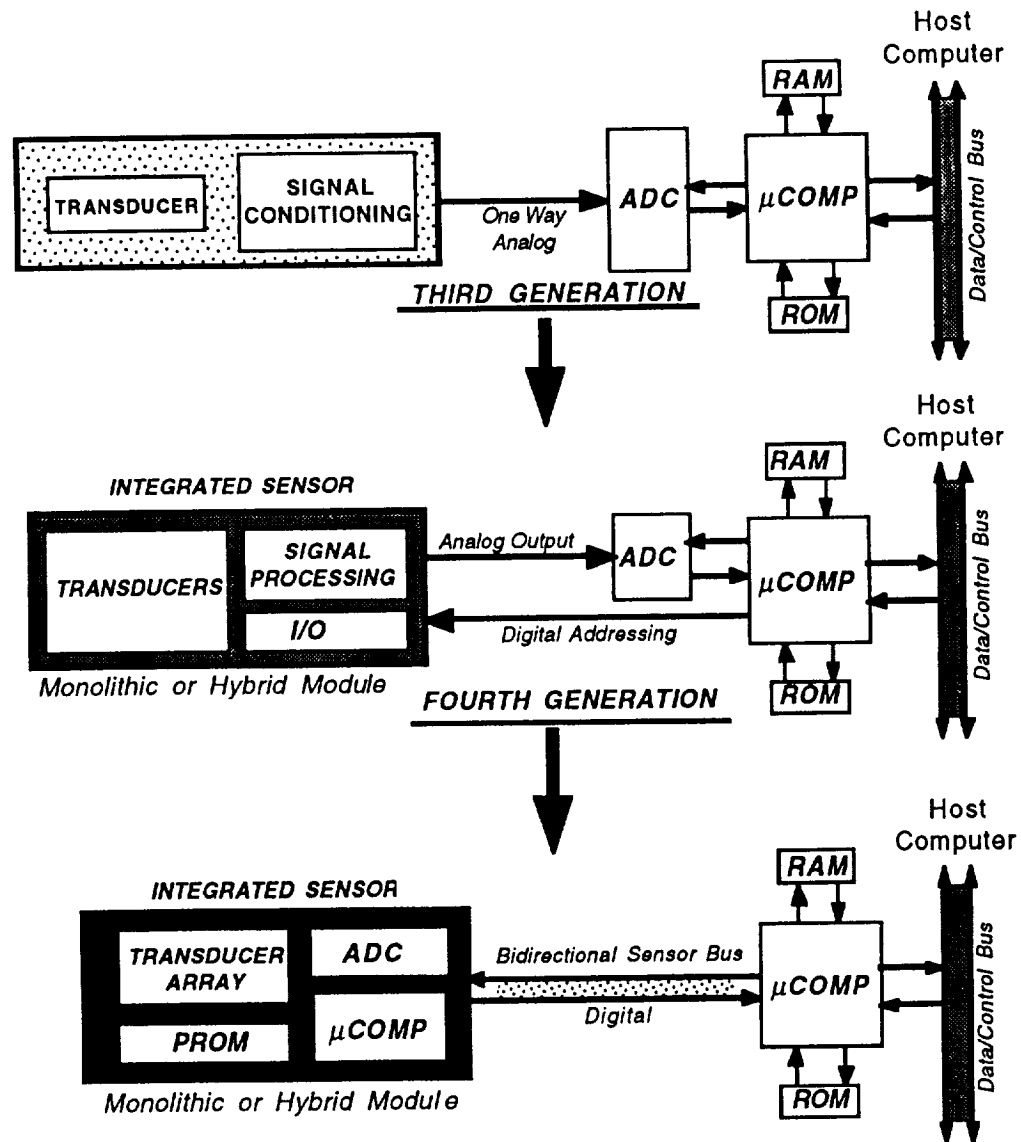 Host
Computer
RAM
TRANSDUCER
SIGNAL
CONDITIONING
One Way
Analog
ADC
μCOMP
Data/Control Bus
ROM
THIRD GENERATION
Host
Computer
RAM
INTEGRATED SENSOR
TRANSDUCERS
SIGNAL
PROCESSING
I/O
Analog Output
ADC
μCOMP
Data/Control Bus
Digital Addressing
Monolithic or Hybrid Module
ROM
FOURTH GENERATION
Host
Computer
RAM
INTEGRATED SENSOR
TRANSDUCER
ARRAY
ADC
Bidirectional Sensor Bus
μCOMP
Data/Control Bus
PROM
μCOMP
Digital
ROM
Monolithic or Hybrid Module